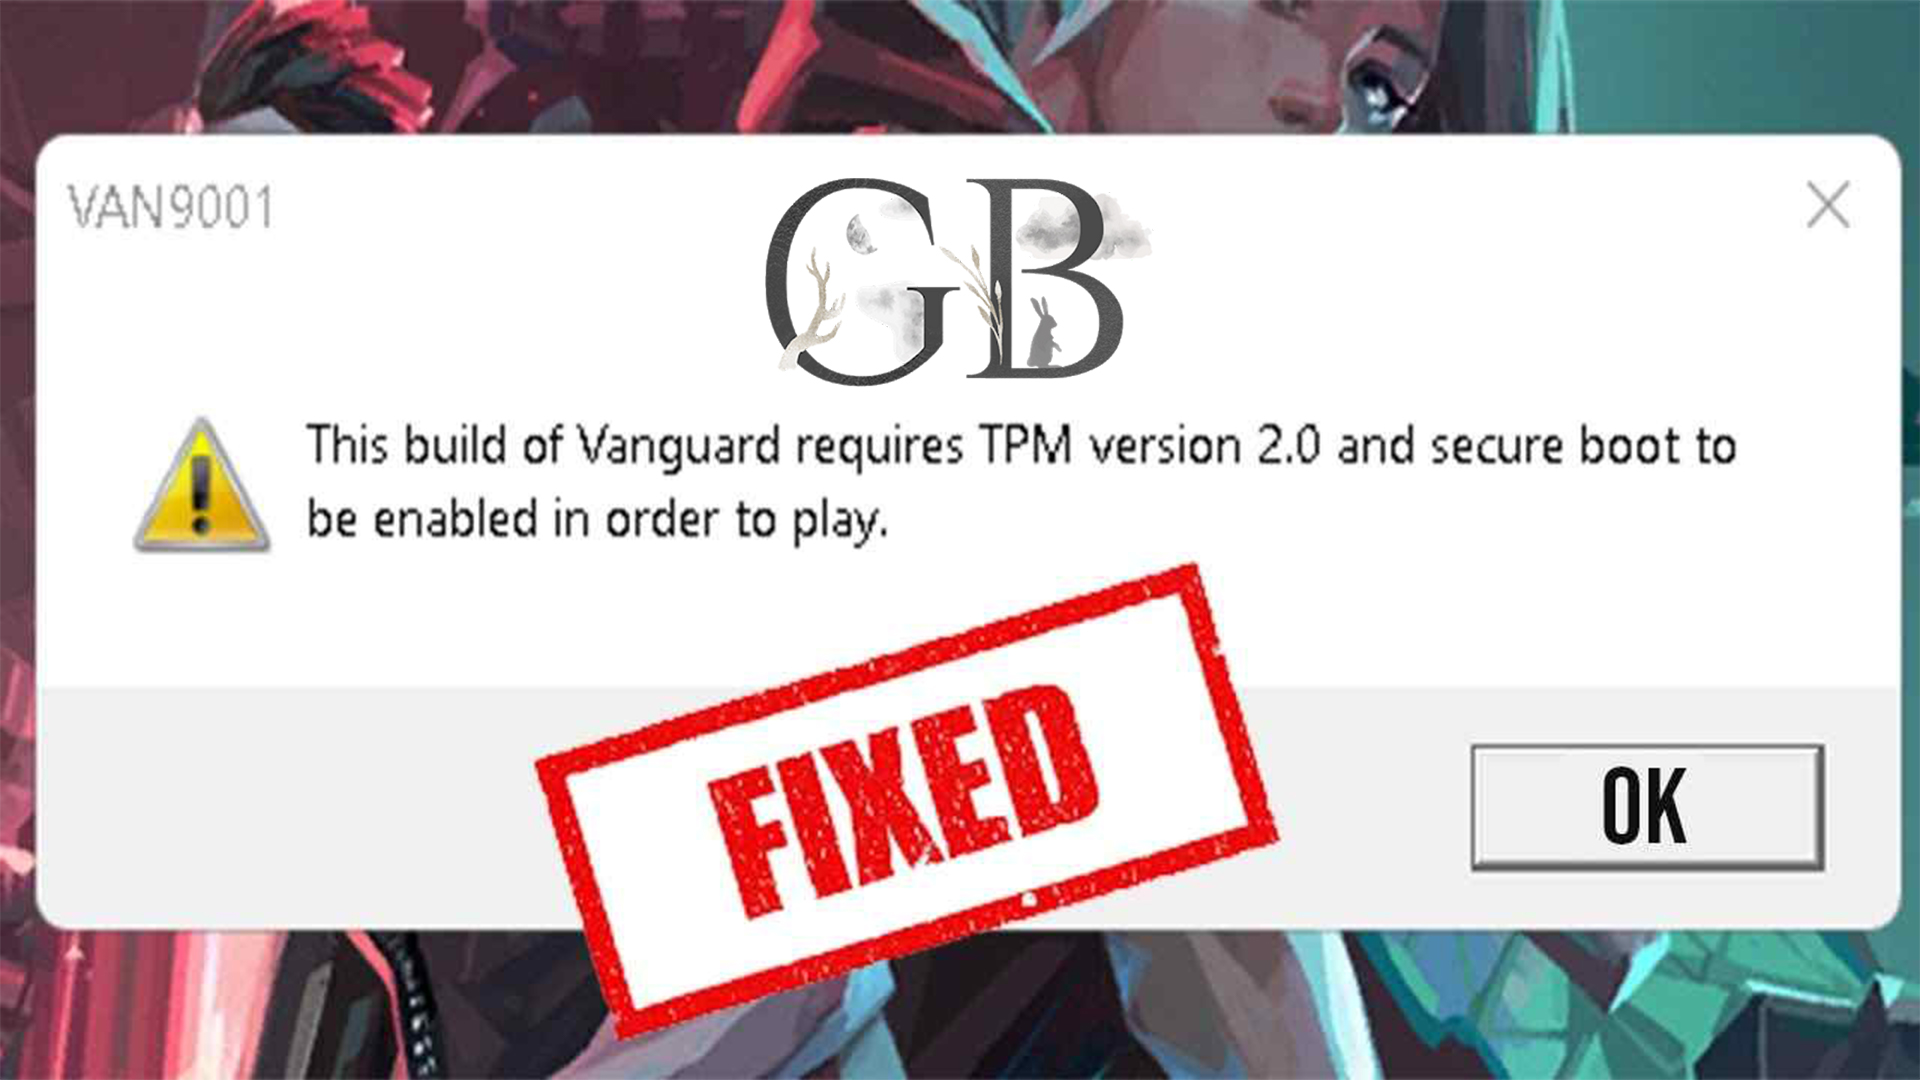 VAN9001
GB
This build of Vanguard requires TPM version 2.0 and secure boot to
be enabled in order to play.
FIXED
OK